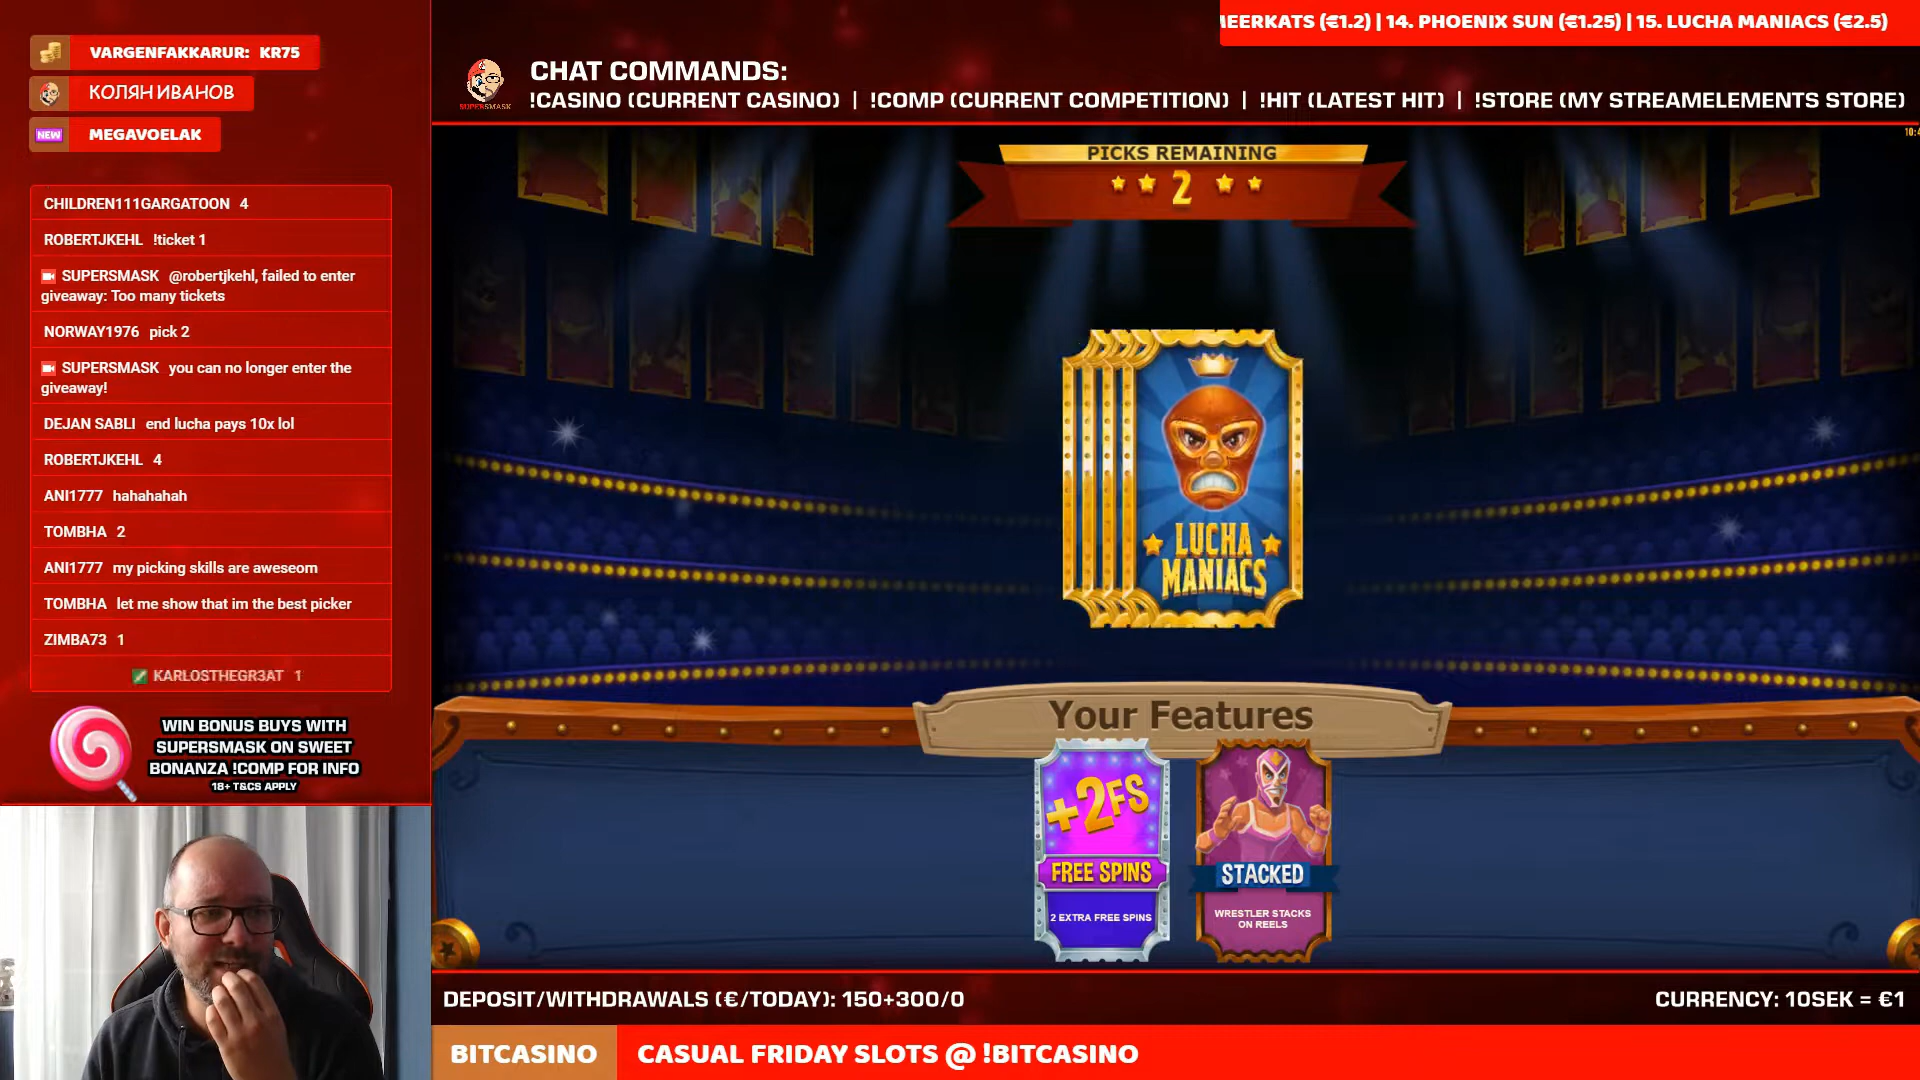 VARGENFAKKARUR: KR75
КОЛЯН ИВАНОВ
NEW MEGAVOELAK
CHILDREN111GARGATOON 4
ROBERTJKEHL !ticket 1
SUPERSMASK @robertjkehl, failed to enter
giveaway: Too many tickets
NORWAY1976 pick 2
SUPERSMASK you can no longer enter the
giveaway!
DEJAN SABLI end lucha pays 10x lol
ROBERTJKEHL 4
ANI1777 hahahahah
TOMBHA 2
ANI1777 my picking skills are aweseom
TOMBHA let me show that im the best picker
ZIMBA73 1
KARLOSTHEGR3AT 1
WIN BONUS BUYS WITH
SUPERSMASK ON SWEET
BONANZA !COMP FOR INFO
18+ T&CS APPLY
MEERKATS (€1.2) | 14. PHOENIX SUN (€1.25) | 15. LUCHA MANIACS (€2.5)
SUPERSMASK
CHAT COMMANDS:
!CASINO (CURRENT CASINO) | !COMP (CURRENT COMPETITION) | !HIT (LATEST HIT) | !STORE (MY STREAMELEMENTS STORE)
10:4
PICKS REMAINING
2
LUCHA
MANIACS
Your Features
+2FS
FREE SPINS
2 EXTRA FREE SPINS
STACKED
WRESTLER STACKS
ON REELS
DEPOSIT/WITHDRAWALS (€/TODAY): 150+300/0
CURRENCY: 10SEK = €1
BITCASINO
CASUAL FRIDAY SLOTS @ !BITCASINO